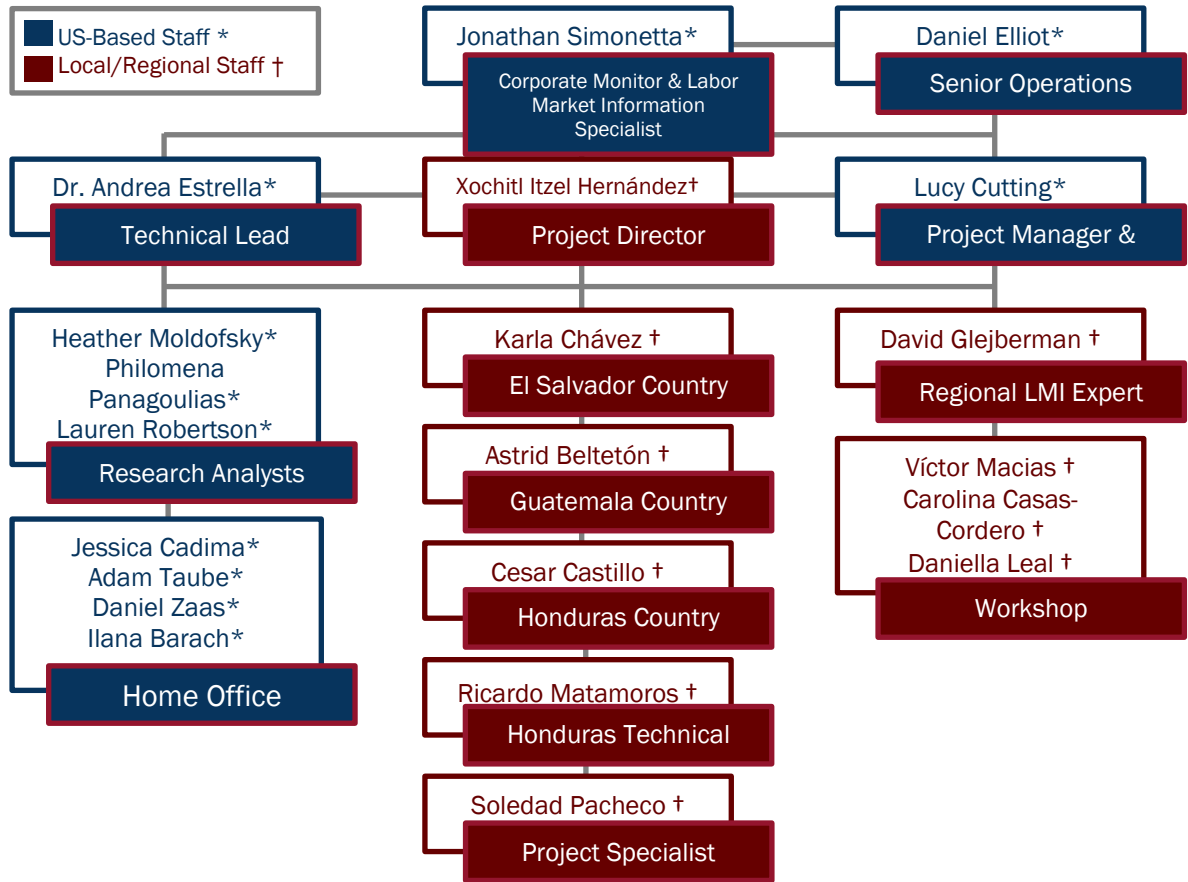 US-Based Staff *
Local/Regional Staff †
Jonathan Simonetta*
Corporate Monitor & Labor
Market Information
Specialist
Daniel Elliot*
Senior Operations
Dr. Andrea Estrella*
Technical Lead
Xochitl Itzel Hernández†
Project Director
Lucy Cutting*
Project Manager &
Heather Moldofsky*
Philomena
Panagoulias*
Lauren Robertson*
Research Analysts
Jessica Cadima*
Adam Taube*
Daniel Zaas*
Ilana Barach*
Home Office
Karla Chávez †
El Salvador Country
Astrid Beltetón †
Guatemala Country
Cesar Castillo †
Honduras Country
Ricardo Matamoros †
Honduras Technical
Soledad Pacheco †
Project Specialist
David Glejberman †
Regional LMI Expert
Víctor Macias †
Carolina Casas-
Cordero †
Daniella Leal †
Workshop